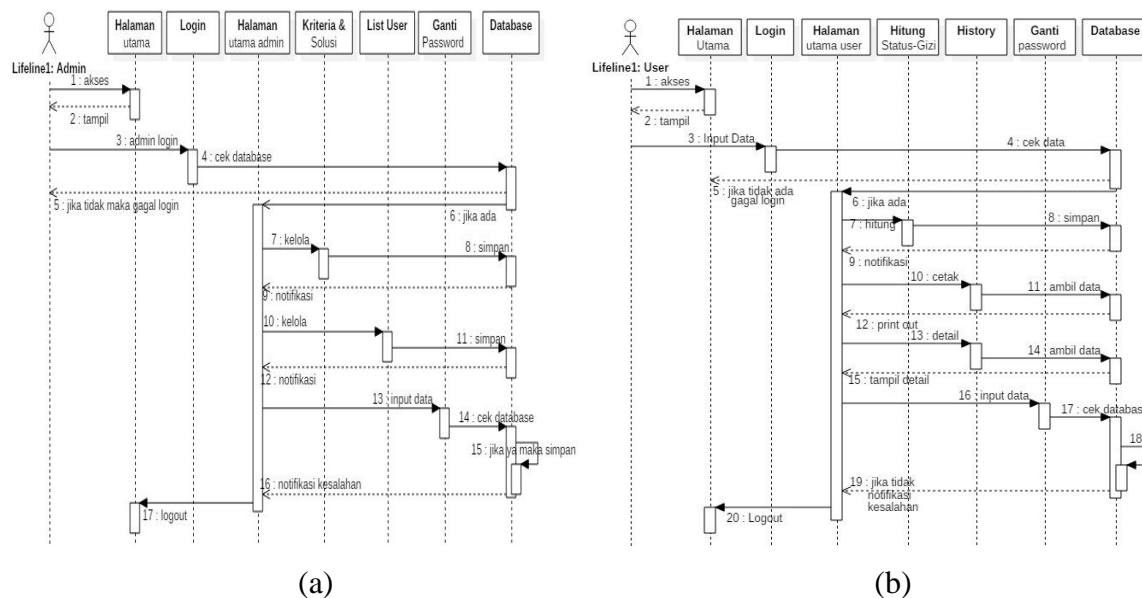 Halaman
utama
Login
Halaman
utama admin
Kriteria &
Solusi
List User
Ganti
Password
Database
Lifeline1: Admin
1 : akses
2 : tampil
3 : admin login
4 : cek database
5 : jika tidak maka gagal login
6 : jika ada
7 : kelola
8 : simpan
9 : notifikasi
10 : kelola
11 : simpan
12 : notifikasi
13 : input data
14 : cek database
15 : jika ya maka simpan
16 : notifikasi kesalahan
17 : logout
(a)
Halaman
Utama
Login
Halaman
utama user
Hitung
Status-Gizi
History
Ganti
password
Database
Lifeline1: User
1 : akses
2 : tampil
3 : Input Data
4 : cek data
5 : jika tidak ada
gagal login
6 : jika ada
7 : hitung
8 : simpan
9 : notifikasi
10 : cetak
11 : ambil data
12 : print out
13 : detail
14 : ambil data
15 : tampil detail
16 : input data
17 : cek database
18
19 : jika tidak
notifikasi
kesalahan
20 : Logout
(b)